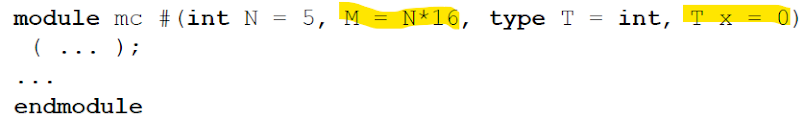 module mc #(int N = 5, M = N*16, type T = int, T x = 0)
( ... );
...
endmodule